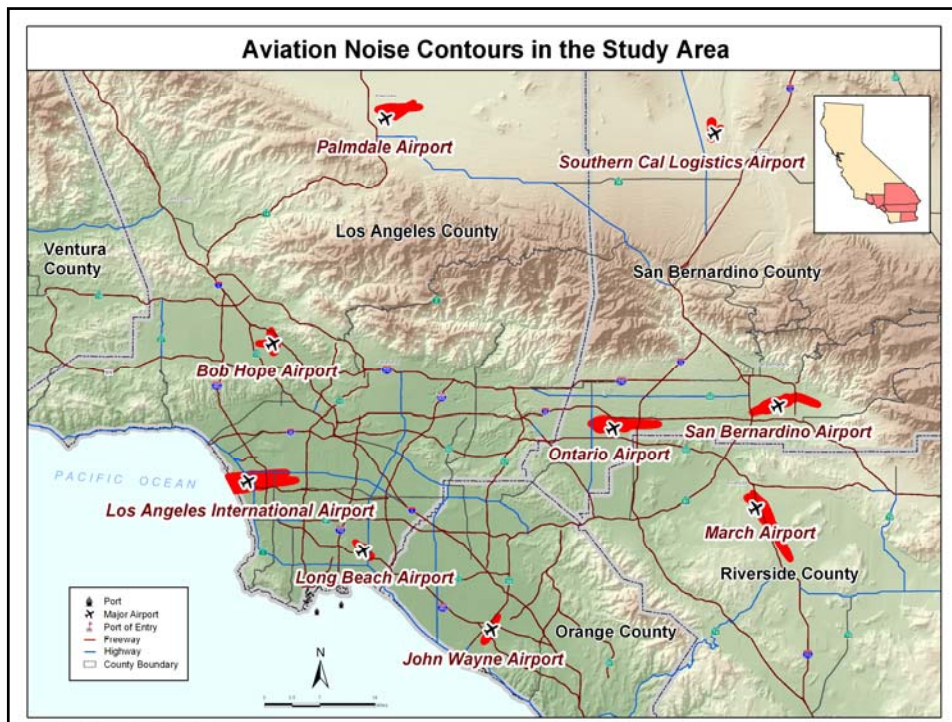 Aviation Noise Contours in the Study Area
Palmdale Airport
Southern Cal Logistics Airport
Los Angeles County
Ventura
County
San Bernardino County
Bob Hope Airport
San Bernardino Airport
Ontario Airport
PACIFIC OCEAN
Los Angeles International Airport
March Airport
Long Beach Airport
Riverside County
Orange County
John Wayne Airport
Port
Major Airport
Port of Entry
Freeway
Highway
County Boundary
N